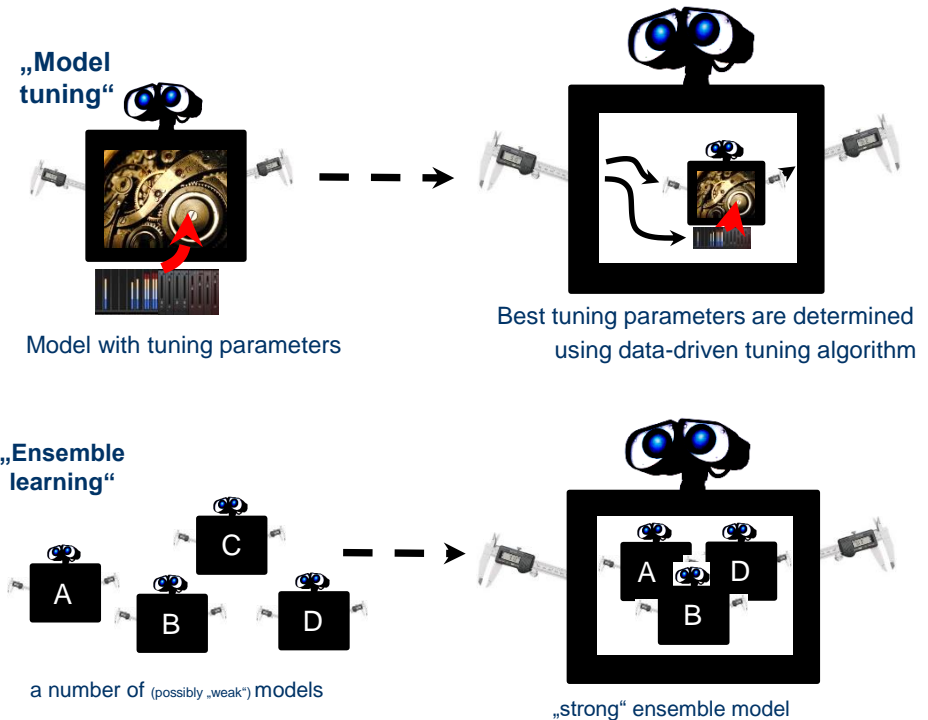 „Model
tuning“
Model with tuning parameters
Best tuning parameters are determined
using data-driven tuning algorithm
„Ensemble
learning“
A
B
C
D
a number of (possibly „weak“) models
A
D
B
„strong“ ensemble model